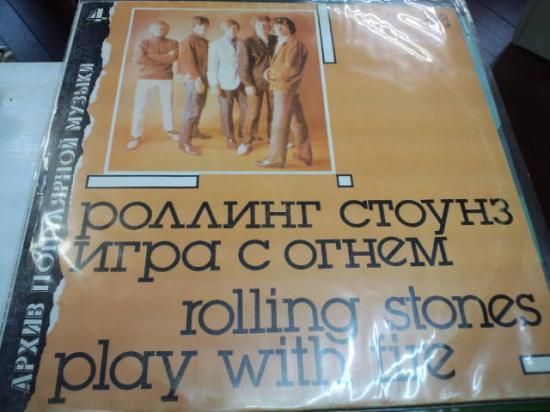 4
АРХИВ ПОПУЛЯРНОЙ МУЗЫКИ
роллинг стоунз
игра с огнем
rolling stones
play with fire